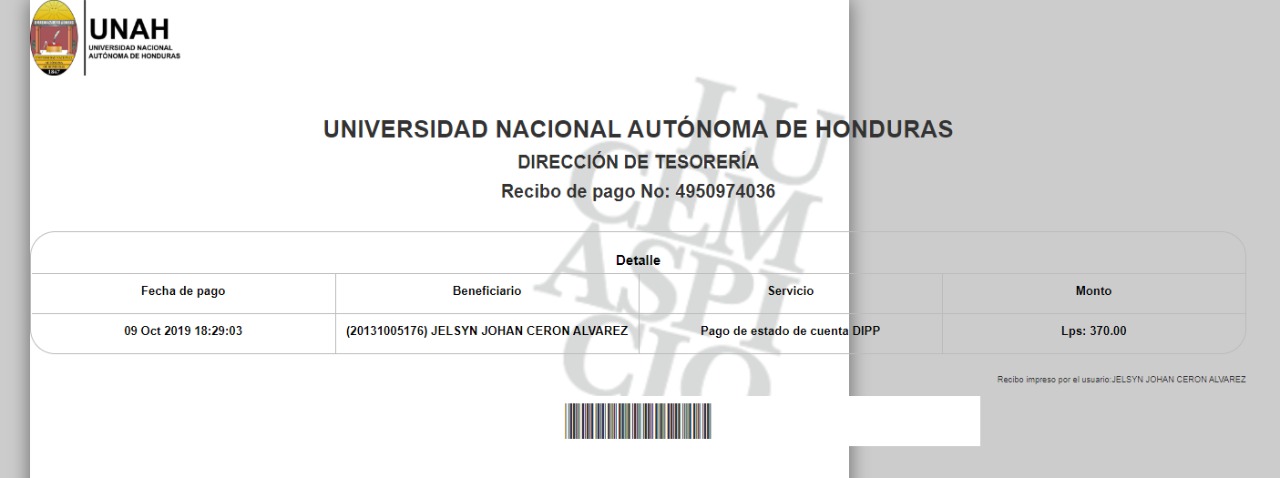 UNAH
UNIVERSIDAD NACIONAL
AUTÓNOMA DE HONDURAS
1847
LUCEM ASPICIO
UNIVERSIDAD NACIONAL AUTÓNOMA DE HONDURAS
DIRECCIÓN DE TESORERÍA
Recibo de pago No: 4950974036
Detalle
Fecha de pago Beneficiario Servicio Monto
09 Oct 2019 18:29:03 (20131005176) JELSYN JOHAN CERON ALVAREZ Pago de estado de cuenta DIPP Lps: 370.00
Recibo impreso por el usuario:JELSYN JOHAN CERON ALVAREZ